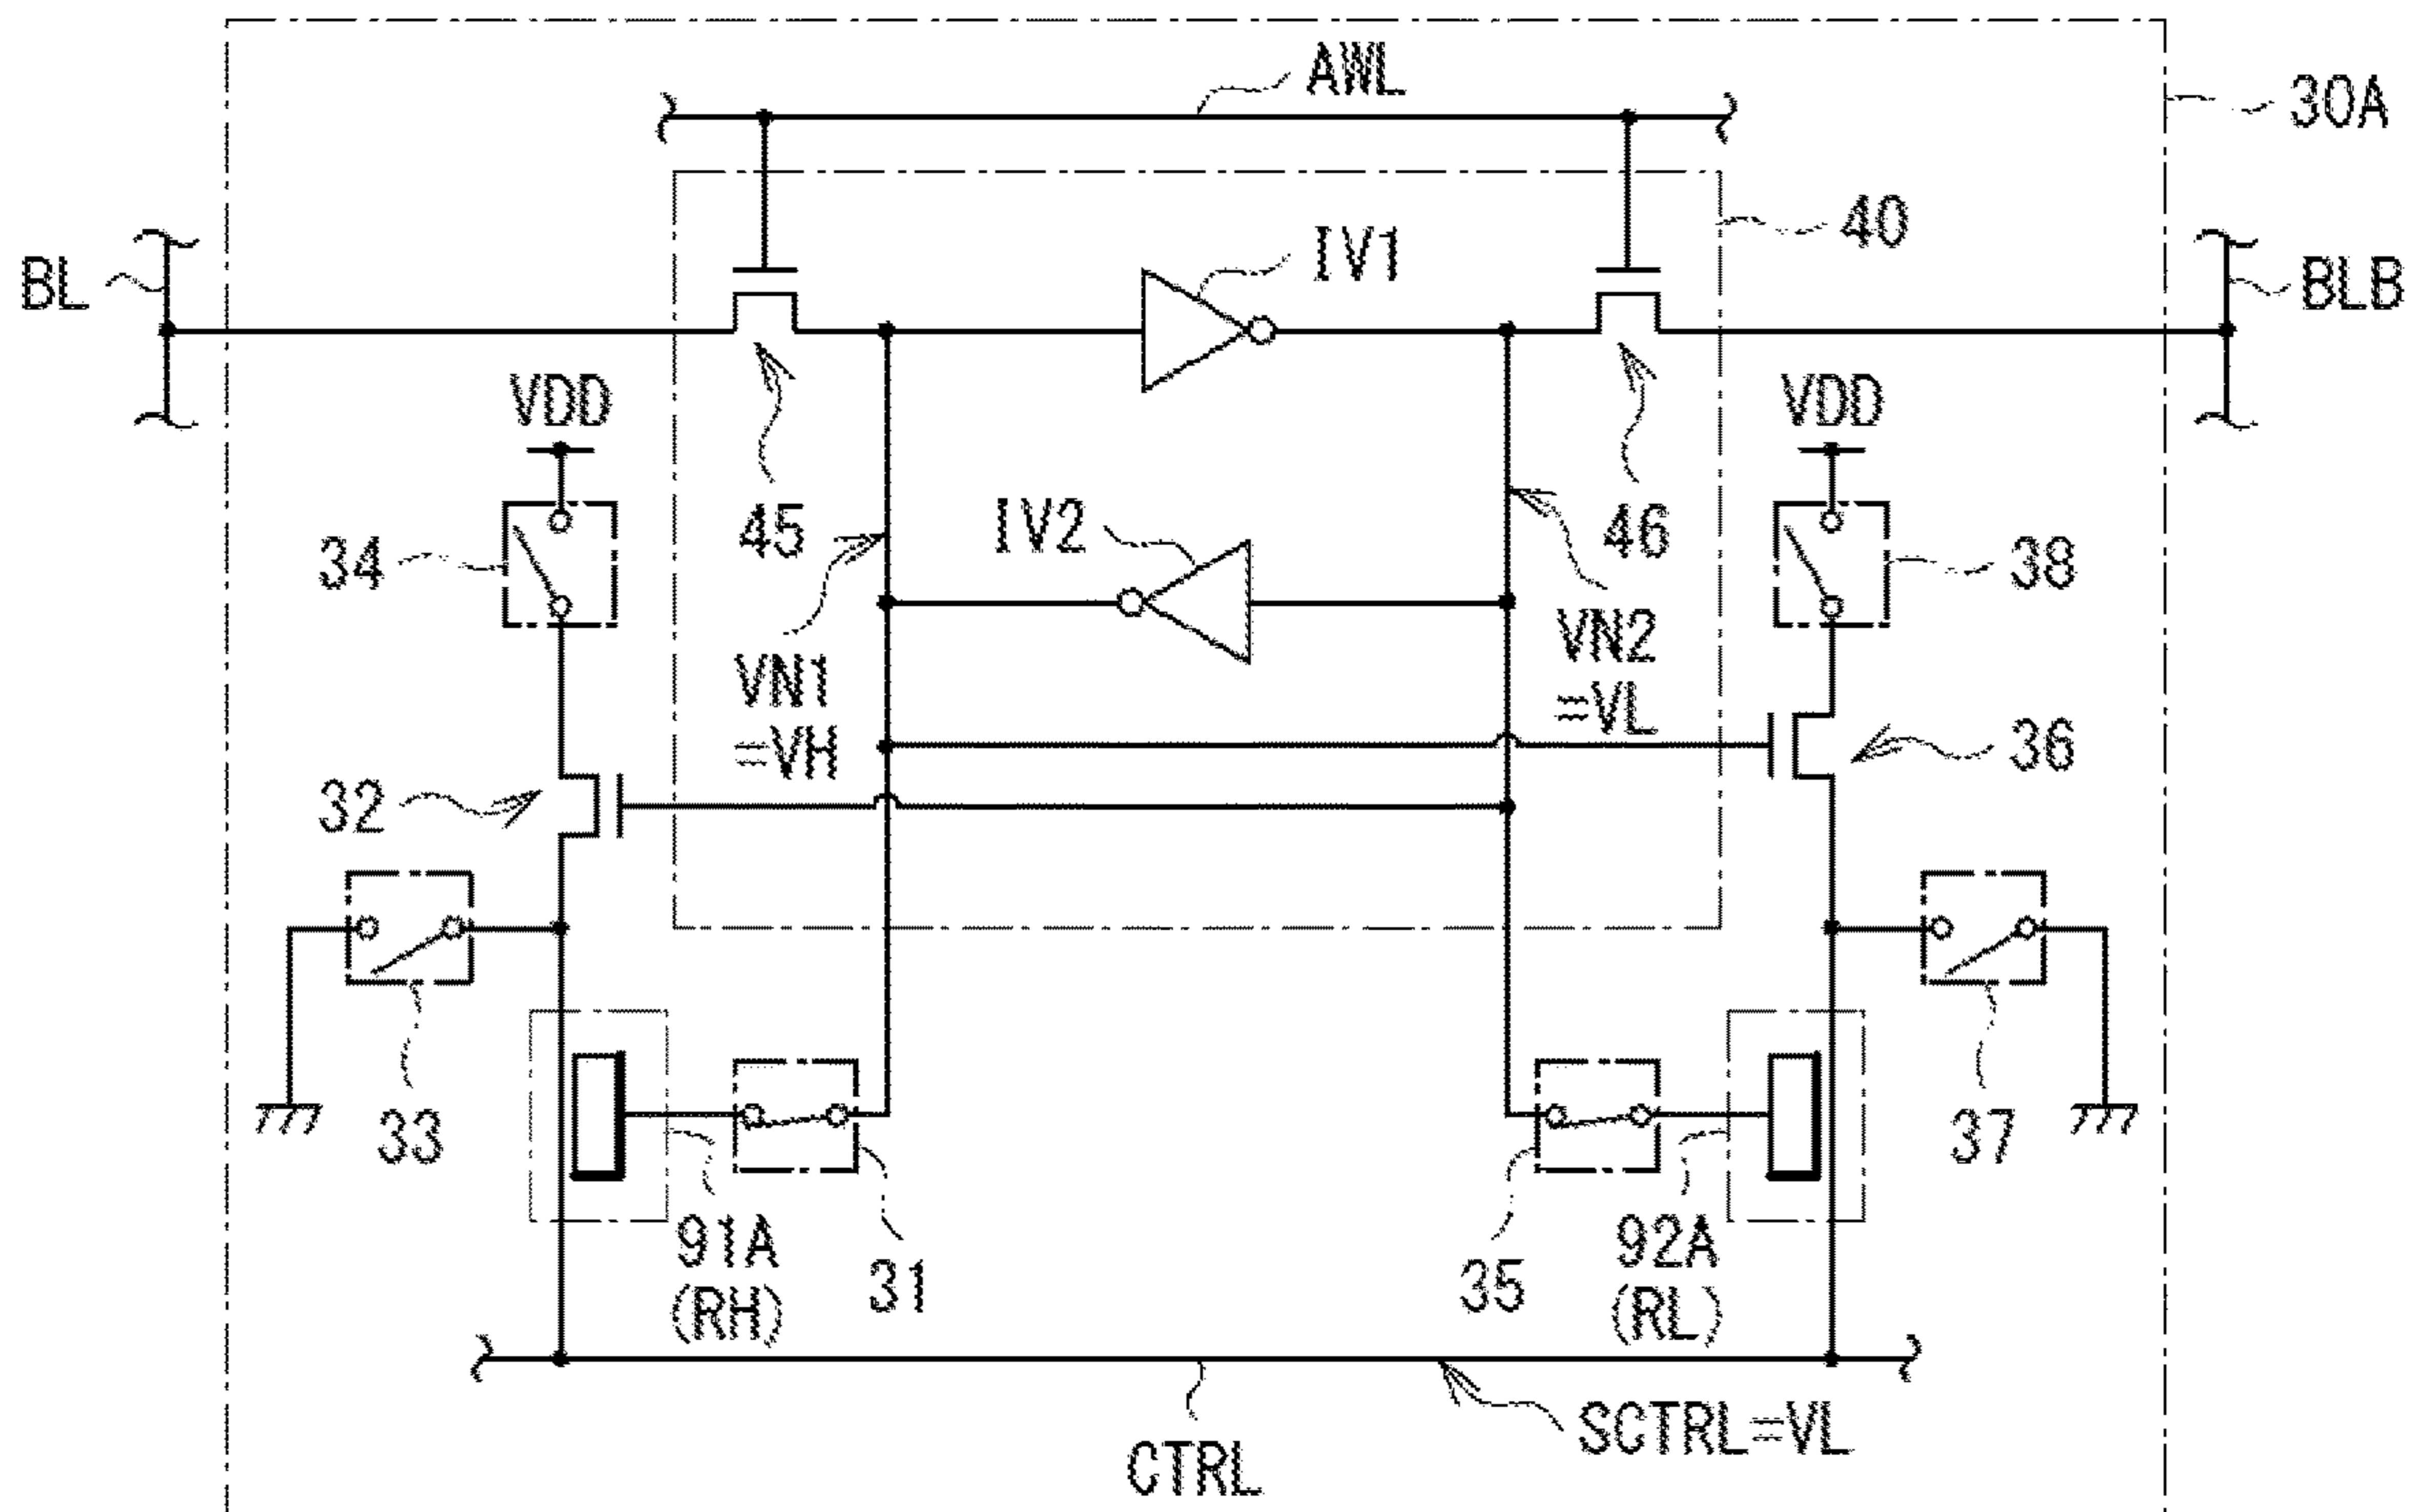 AWL
30A
40
IV1
BL
BLB
VDD
VDD
45
IV2
46
34
38
VN1
=VH
VN2
=VL
32
36
33
37
91A
(RH)
31
35
92A
(RL)
SCTRL=VL
CTRL